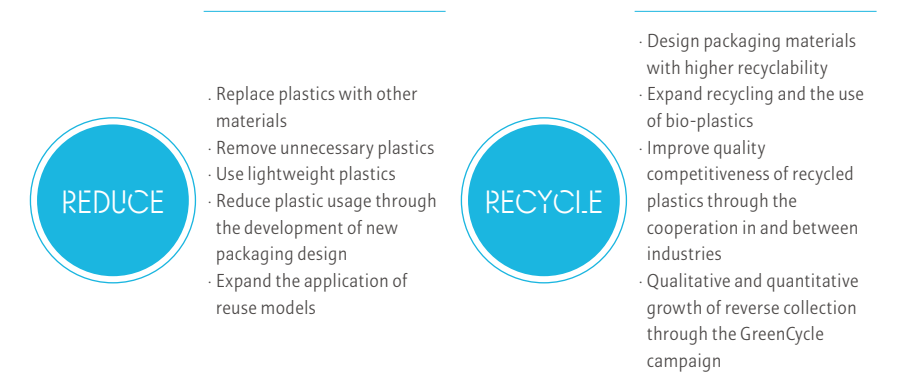 REDUCE
. Replace plastics with other
materials
· Remove unnecessary plastics
· Use lightweight plastics
· Reduce plastic usage through
the development of new
packaging design
· Expand the application of
reuse models
RECYCLE
· Design packaging materials
with higher recyclability
· Expand recycling and the use
of bio-plastics
· Improve quality
competitiveness of recycled
plastics through the
cooperation in and between
industries
· Qualitative and quantitative
growth of reverse collection
through the GreenCycle
campaign